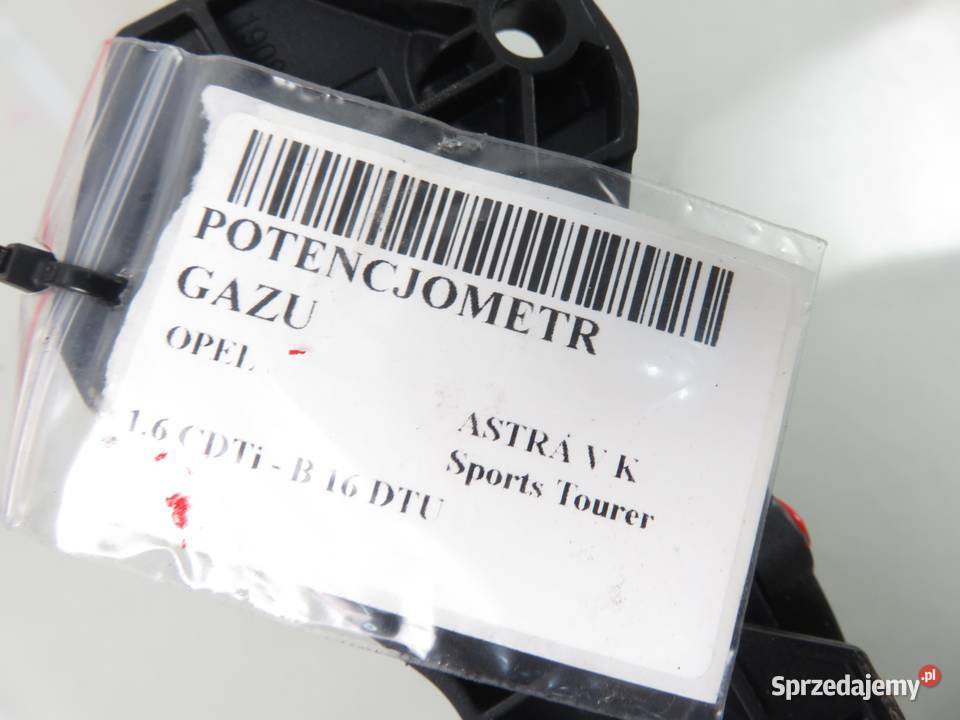 POTENCJOMETR
GAZU
OPEL
ASTRA V K
1.6 CDTi - B 16 DTU
Sports Tourer
Sprzedajemy.pl